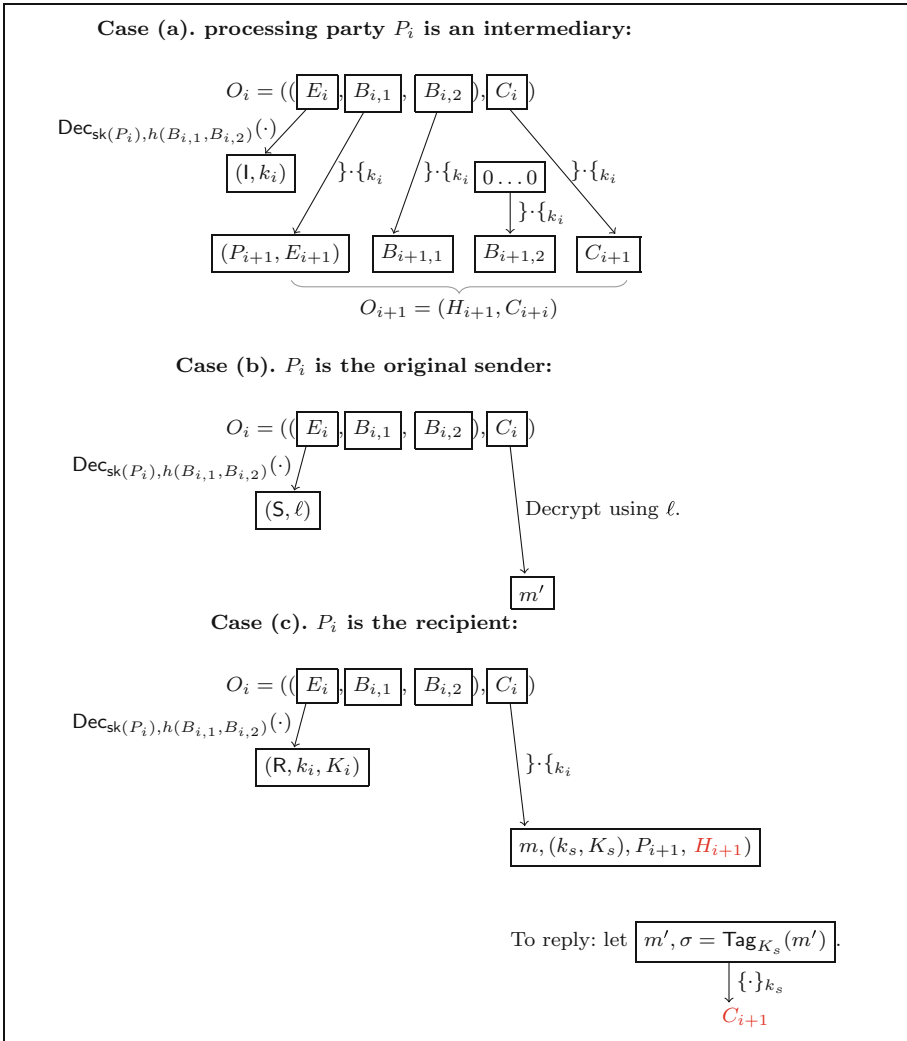 Case (a). processing party P_i is an intermediary:
O_i = ((E_i, B_{i,1}, B_{i,2}), C_i)
Dec_{sk(P_i),h(B_{i,1},B_{i,2})}(·)
(I, k_i)
}·{_{k_i}
}·{_{k_i}
0 . . . 0
}·{_{k_i}
}·{_{k_i}
(P_{i+1}, E_{i+1})
B_{i+1,1}
B_{i+1,2}
C_{i+1}
O_{i+1} = (H_{i+1}, C_{i+i})
Case (b). P_i is the original sender:
O_i = ((E_i, B_{i,1}, B_{i,2}), C_i)
Dec_{sk(P_i),h(B_{i,1},B_{i,2})}(·)
(S, ℓ)
Decrypt using ℓ.
m′
Case (c). P_i is the recipient:
O_i = ((E_i, B_{i,1}, B_{i,2}), C_i)
Dec_{sk(P_i),h(B_{i,1},B_{i,2})}(·)
(R, k_i, K_i)
}·{_{k_i}
m, (k_s, K_s), P_{i+1}, H_{i+1})
To reply: let m′, σ = Tag_{K_s}(m′).
{·}_{k_s}
C_{i+1}